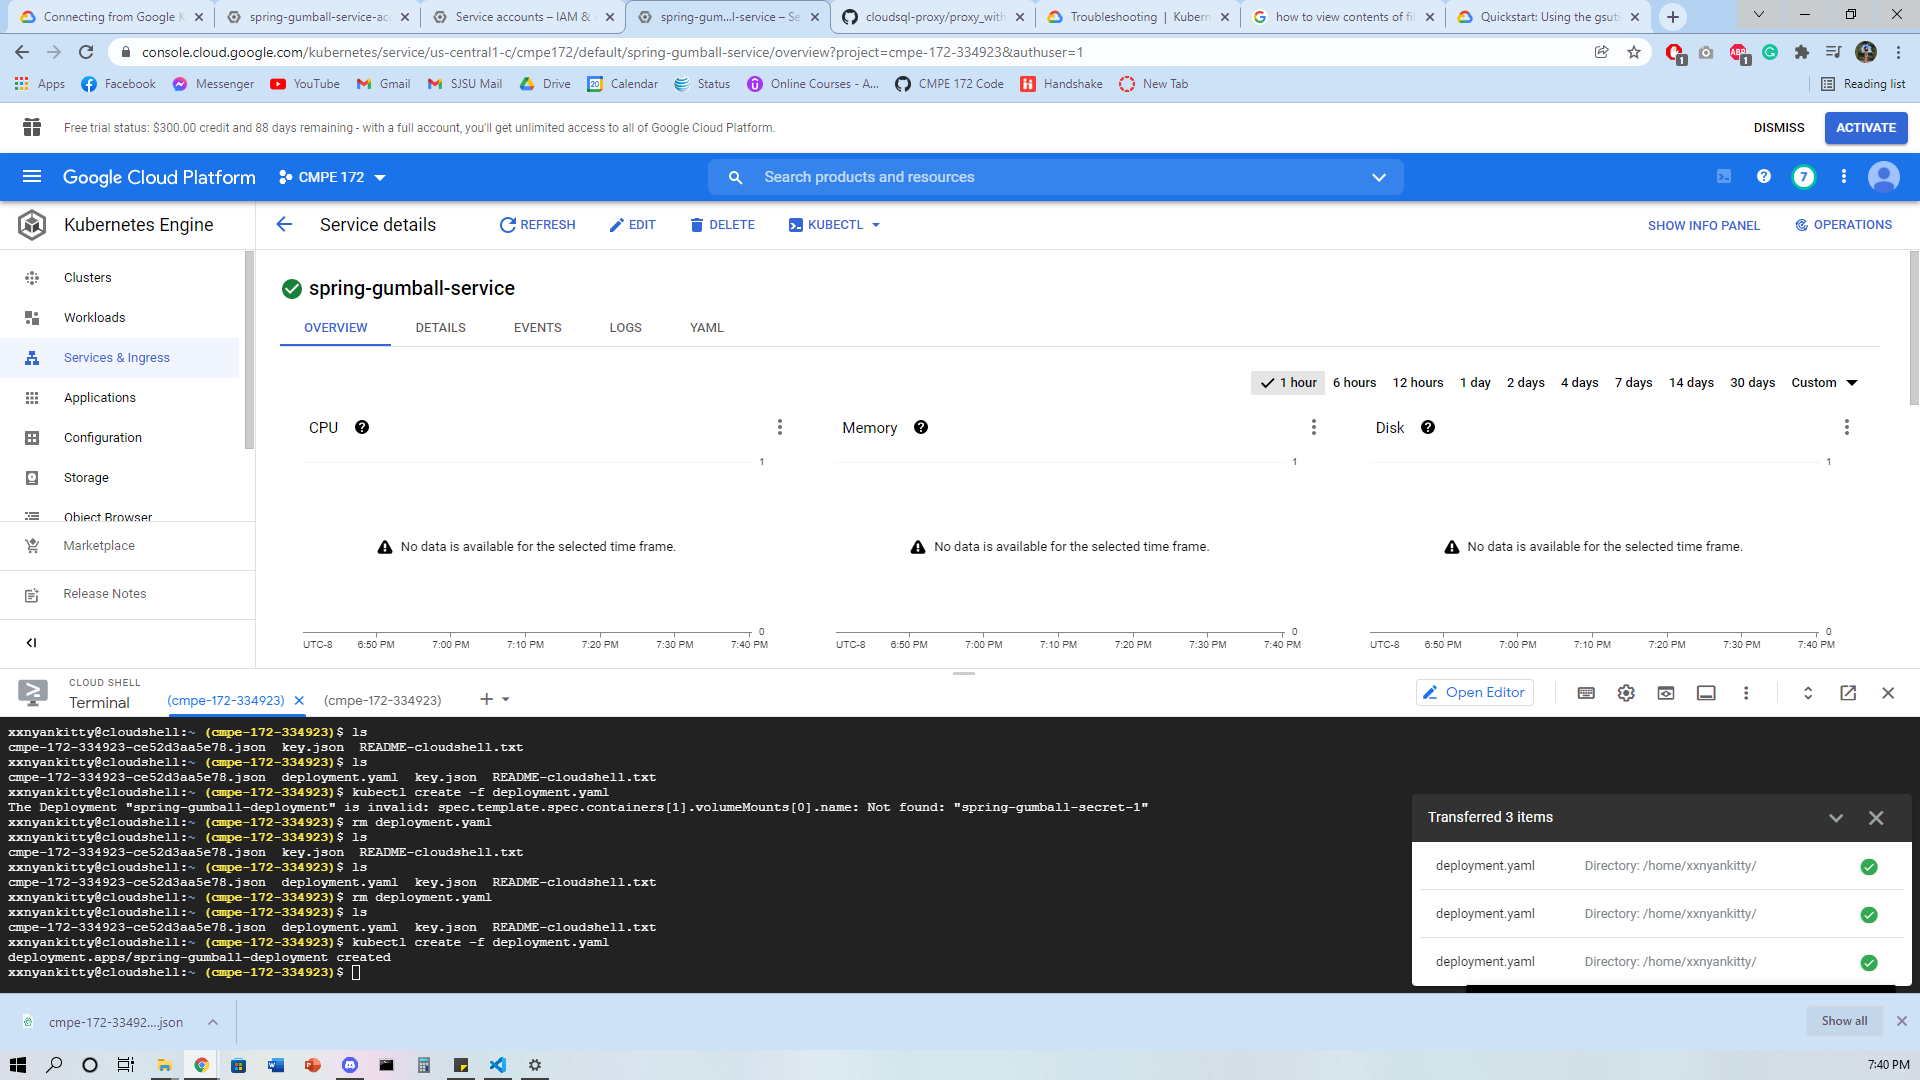 Connecting from Google K
spring-gumball-service-acc
Service accounts – IAM & A
spring-gum...l-service – Se
cloudsql-proxy/proxy_with
Troubleshooting | Kubern
how to view contents of fil
Quickstart: Using the gsuti
console.cloud.google.com/kubernetes/service/us-central1-c/cmpe172/default/spring-gumball-service/overview?project=cmpe-172-334923&authuser=1
Apps
Facebook
Messenger
YouTube
Gmail
SJSU Mail
Drive
Calendar
Status
Online Courses - A...
CMPE 172 Code
Handshake
New Tab
Reading list
Free trial status: $300.00 credit and 88 days remaining - with a full account, you'll get unlimited access to all of Google Cloud Platform.
DISMISS
ACTIVATE
Google Cloud Platform
CMPE 172
Search products and resources
7
Kubernetes Engine
Service details
REFRESH
EDIT
DELETE
KUBECTL
SHOW INFO PANEL
OPERATIONS
Clusters
Workloads
Services & Ingress
Applications
Configuration
Storage
Object Browser
Marketplace
Release Notes
spring-gumball-service
OVERVIEW
DETAILS
EVENTS
LOGS
YAML
1 hour
6 hours
12 hours
1 day
2 days
4 days
7 days
14 days
30 days
Custom
CPU
Memory
Disk
1
1
1
No data is available for the selected time frame.
No data is available for the selected time frame.
No data is available for the selected time frame.
0
0
0
UTC-8 6:50 PM 7:00 PM 7:10 PM 7:20 PM 7:30 PM 7:40 PM
UTC-8 6:50 PM 7:00 PM 7:10 PM 7:20 PM 7:30 PM 7:40 PM
UTC-8 6:50 PM 7:00 PM 7:10 PM 7:20 PM 7:30 PM 7:40 PM
CLOUD SHELL
Terminal
(cmpe-172-334923)
(cmpe-172-334923)
Open Editor
xxnyankitty@cloudshell:~ (cmpe-172-334923)$ ls
cmpe-172-334923-ce52d3aa5e78.json key.json README-cloudshell.txt
xxnyankitty@cloudshell:~ (cmpe-172-334923)$ ls
cmpe-172-334923-ce52d3aa5e78.json deployment.yaml key.json README-cloudshell.txt
xxnyankitty@cloudshell:~ (cmpe-172-334923)$ kubectl create -f deployment.yaml
The Deployment "spring-gumball-deployment" is invalid: spec.template.spec.containers[1].volumeMounts[0].name: Not found: "spring-gumball-secret-1"
xxnyankitty@cloudshell:~ (cmpe-172-334923)$ rm deployment.yaml
xxnyankitty@cloudshell:~ (cmpe-172-334923)$ ls
cmpe-172-334923-ce52d3aa5e78.json key.json README-cloudshell.txt
xxnyankitty@cloudshell:~ (cmpe-172-334923)$ ls
cmpe-172-334923-ce52d3aa5e78.json deployment.yaml key.json README-cloudshell.txt
xxnyankitty@cloudshell:~ (cmpe-172-334923)$ rm deployment.yaml
xxnyankitty@cloudshell:~ (cmpe-172-334923)$ ls
cmpe-172-334923-ce52d3aa5e78.json deployment.yaml key.json README-cloudshell.txt
xxnyankitty@cloudshell:~ (cmpe-172-334923)$ kubectl create -f deployment.yaml
deployment.apps/spring-gumball-deployment created
xxnyankitty@cloudshell:~ (cmpe-172-334923)$
Transferred 3 items
deployment.yaml Directory: /home/xxnyankitty/
deployment.yaml Directory: /home/xxnyankitty/
deployment.yaml Directory: /home/xxnyankitty/
cmpe-172-33492....json
Show all
7:40 PM